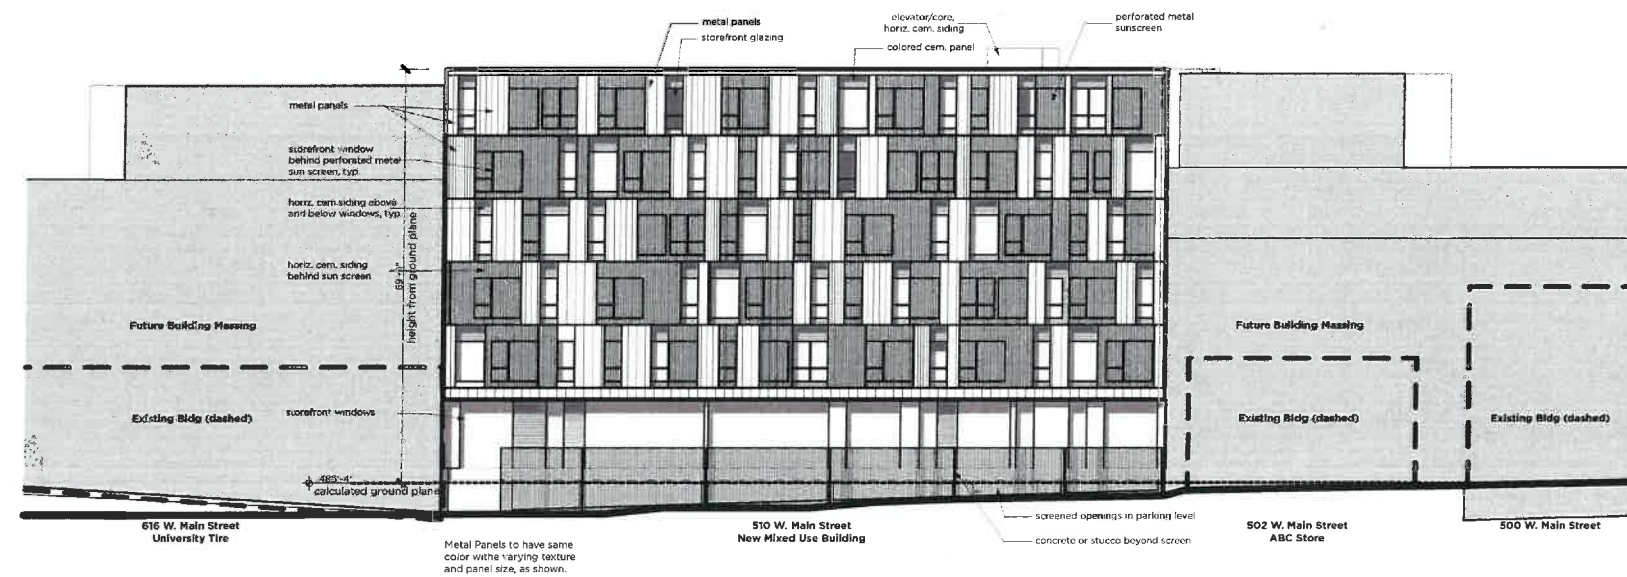 metal panels
storefront glazing
elevator/core,
horiz. cem. siding
colored cem. panel
perforated metal
sunscreen
metal panels
storefront window
behind perforated metal
sun screen, typ.
horiz. cem. siding above
and below windows, typ
horiz. cem. siding
behind sun screen
height from ground plane
Future Building Massing
Existing Bldg (dashed)
storefront windows
485'-4"
calculated ground plane
Future Building Massing
Existing Bldg (dashed)
Existing Bldg (dashed)
616 W. Main Street
University Tire
510 W. Main Street
New Mixed Use Building
502 W. Main Street
ABC Store
500 W. Main Street
screened openings in parking level
concrete or stucco beyond screen
Metal Panels to have same
color withe varying texture
and panel size, as shown.